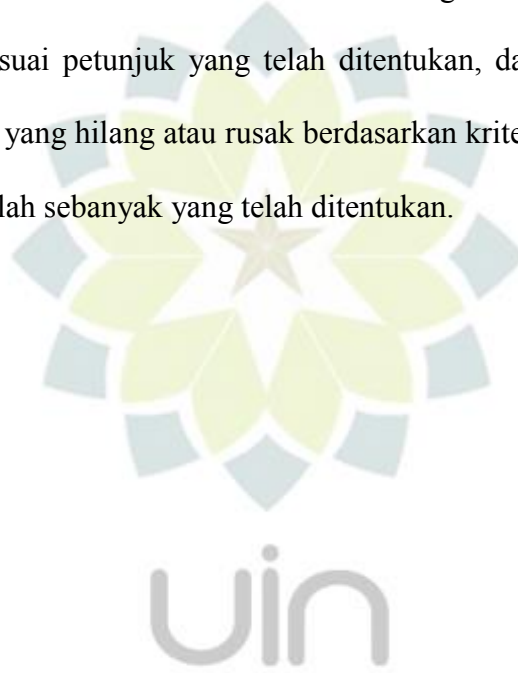 suai petunjuk yang telah ditentukan, da
yang hilang atau rusak berdasarkan krite
lah sebanyak yang telah ditentukan.
uin